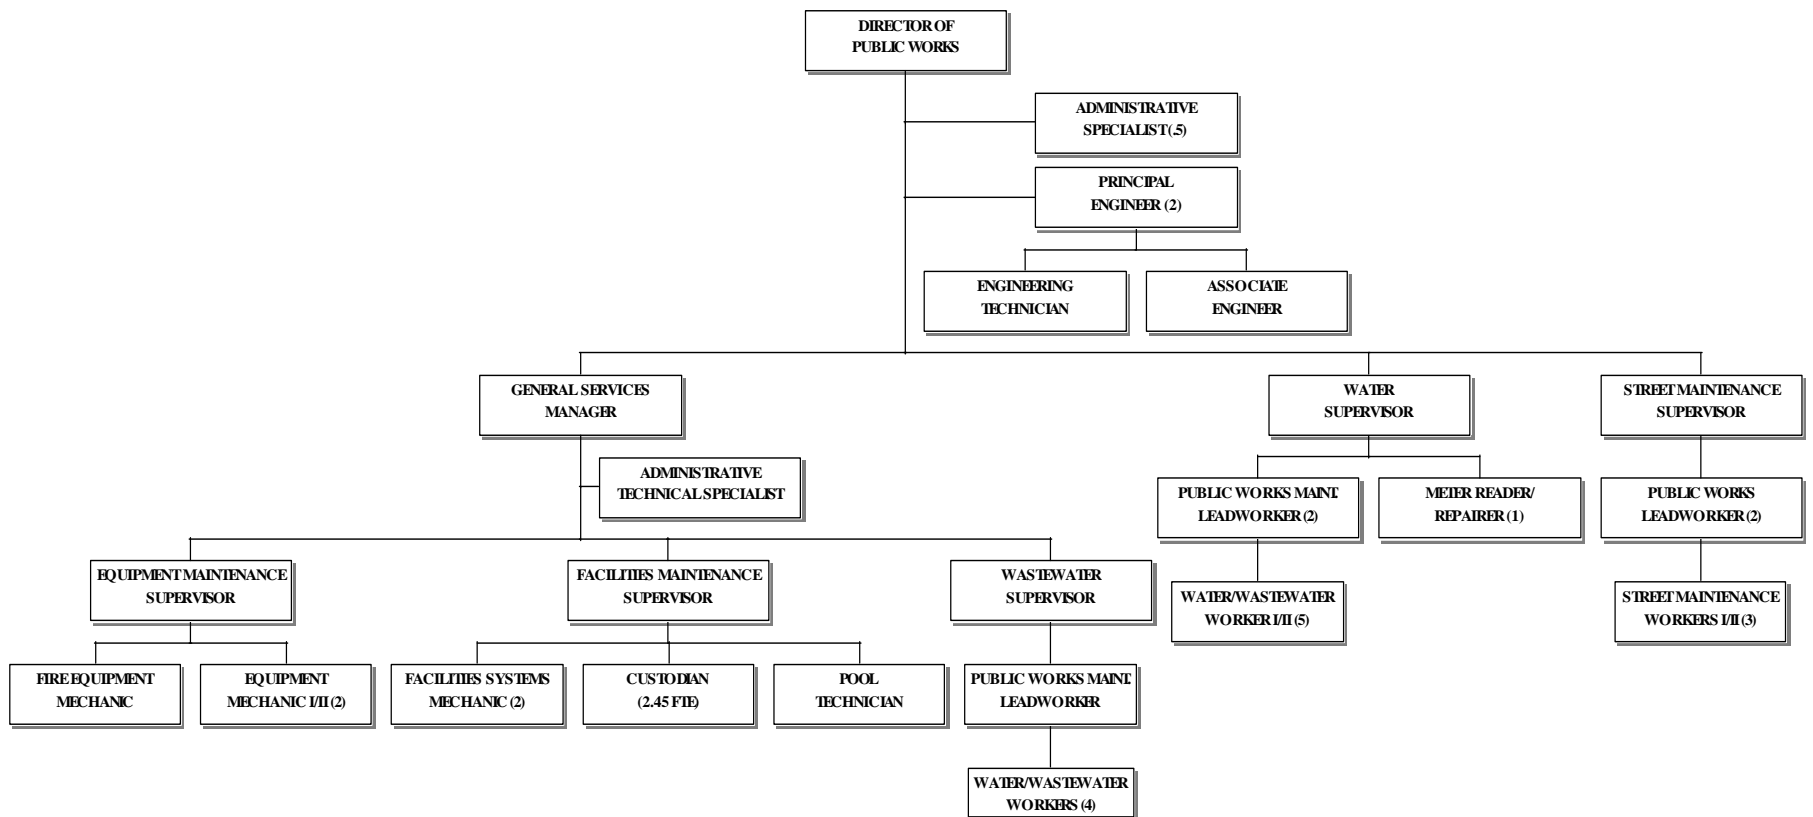 DIRECTOR OF
PUBLIC WORKS
ADMINISTRATIVE
SPECIALIST (.5)
PRINCIPAL
ENGINEER (2)
ENGINEERING
TECHNICIAN
ASSOCIATE
ENGINEER
GENERAL SERVICES
MANAGER
WATER
SUPERVISOR
STREET MAINTENANCE
SUPERVISOR
ADMINISTRATIVE
TECHNICAL SPECIALIST
PUBLIC WORKS MAINT.
LEADWORKER (2)
METER READER/
REPAIRER (1)
PUBLIC WORKS
LEADWORKER (2)
EQUIPMENT MAINTENANCE
SUPERVISOR
FACILITIES MAINTENANCE
SUPERVISOR
WASTEWATER
SUPERVISOR
WATER/WASTEWATER
WORKER I/II (5)
STREET MAINTENANCE
WORKERS I/II (3)
FIRE EQUIPMENT
MECHANIC
EQUIPMENT
MECHANIC I/II (2)
FACILITIES SYSTEMS
MECHANIC (2)
CUSTODIAN
(2.45 FTE)
POOL
TECHNICIAN
PUBLIC WORKS MAINT.
LEADWORKER
WATER/WASTEWATER
WORKERS (4)